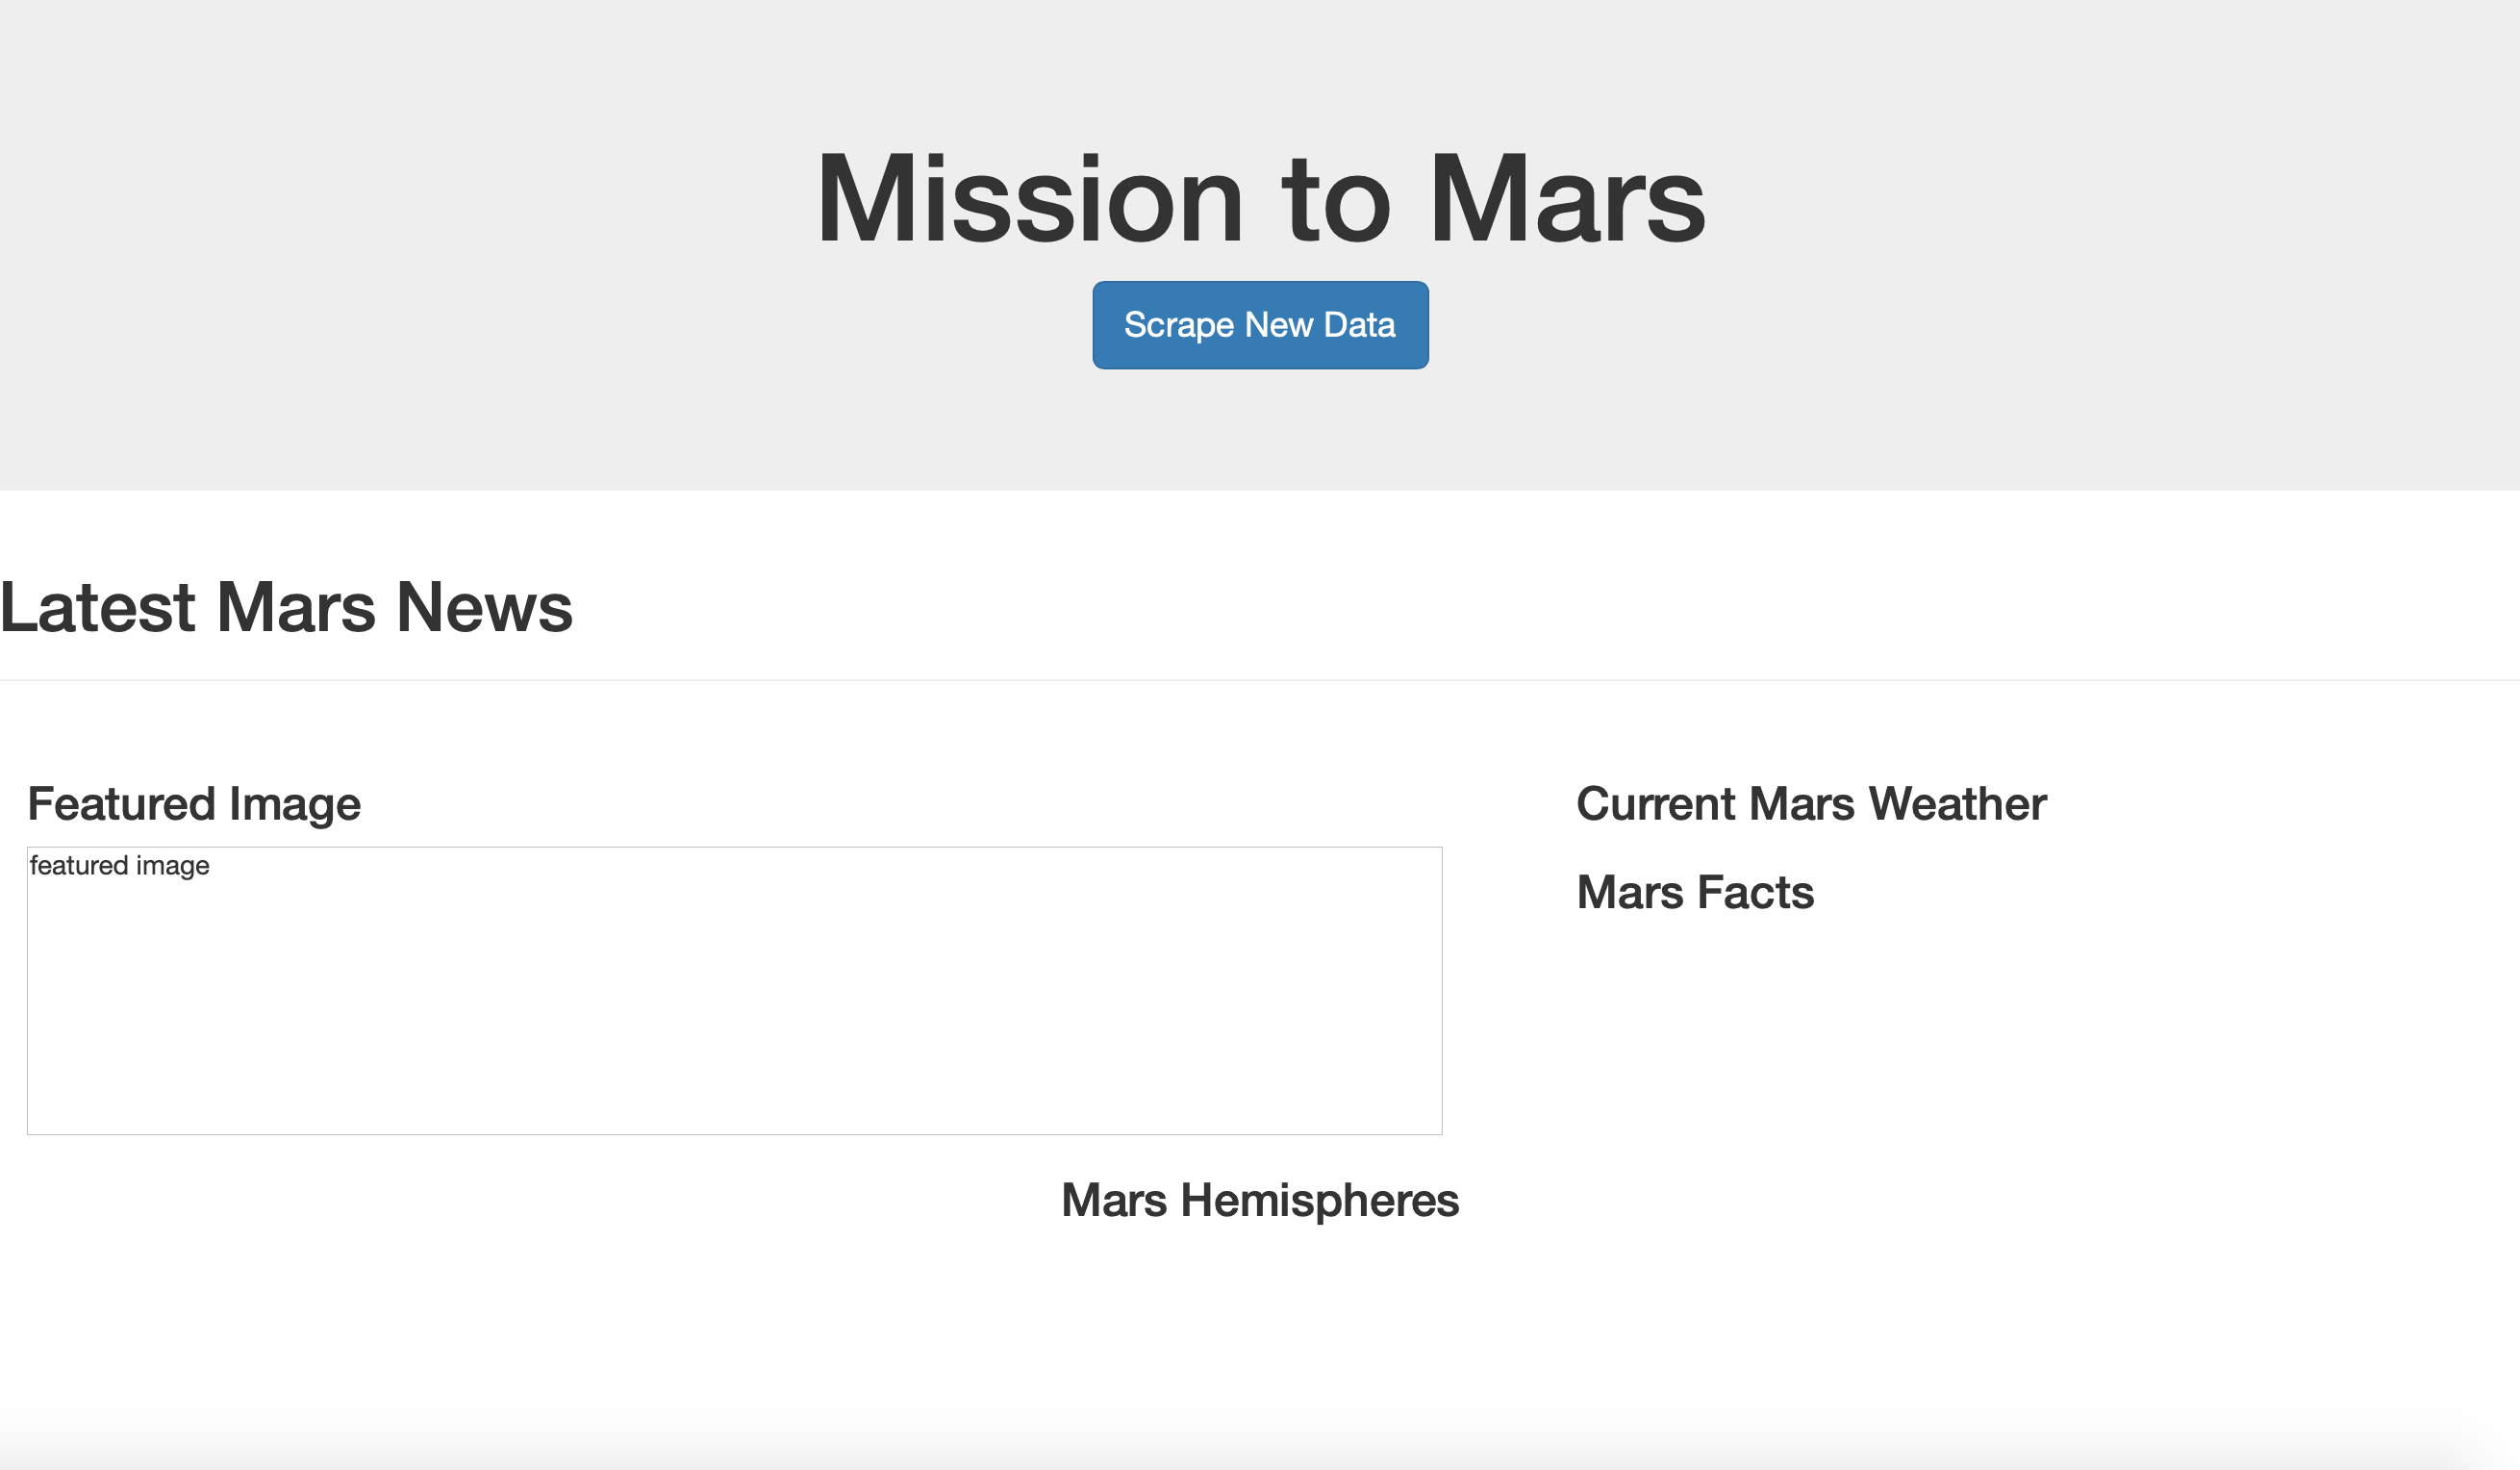 Mission to Mars
Scrape New Data
Latest Mars News
Featured Image
featured image
Current Mars Weather
Mars Facts
Mars Hemispheres